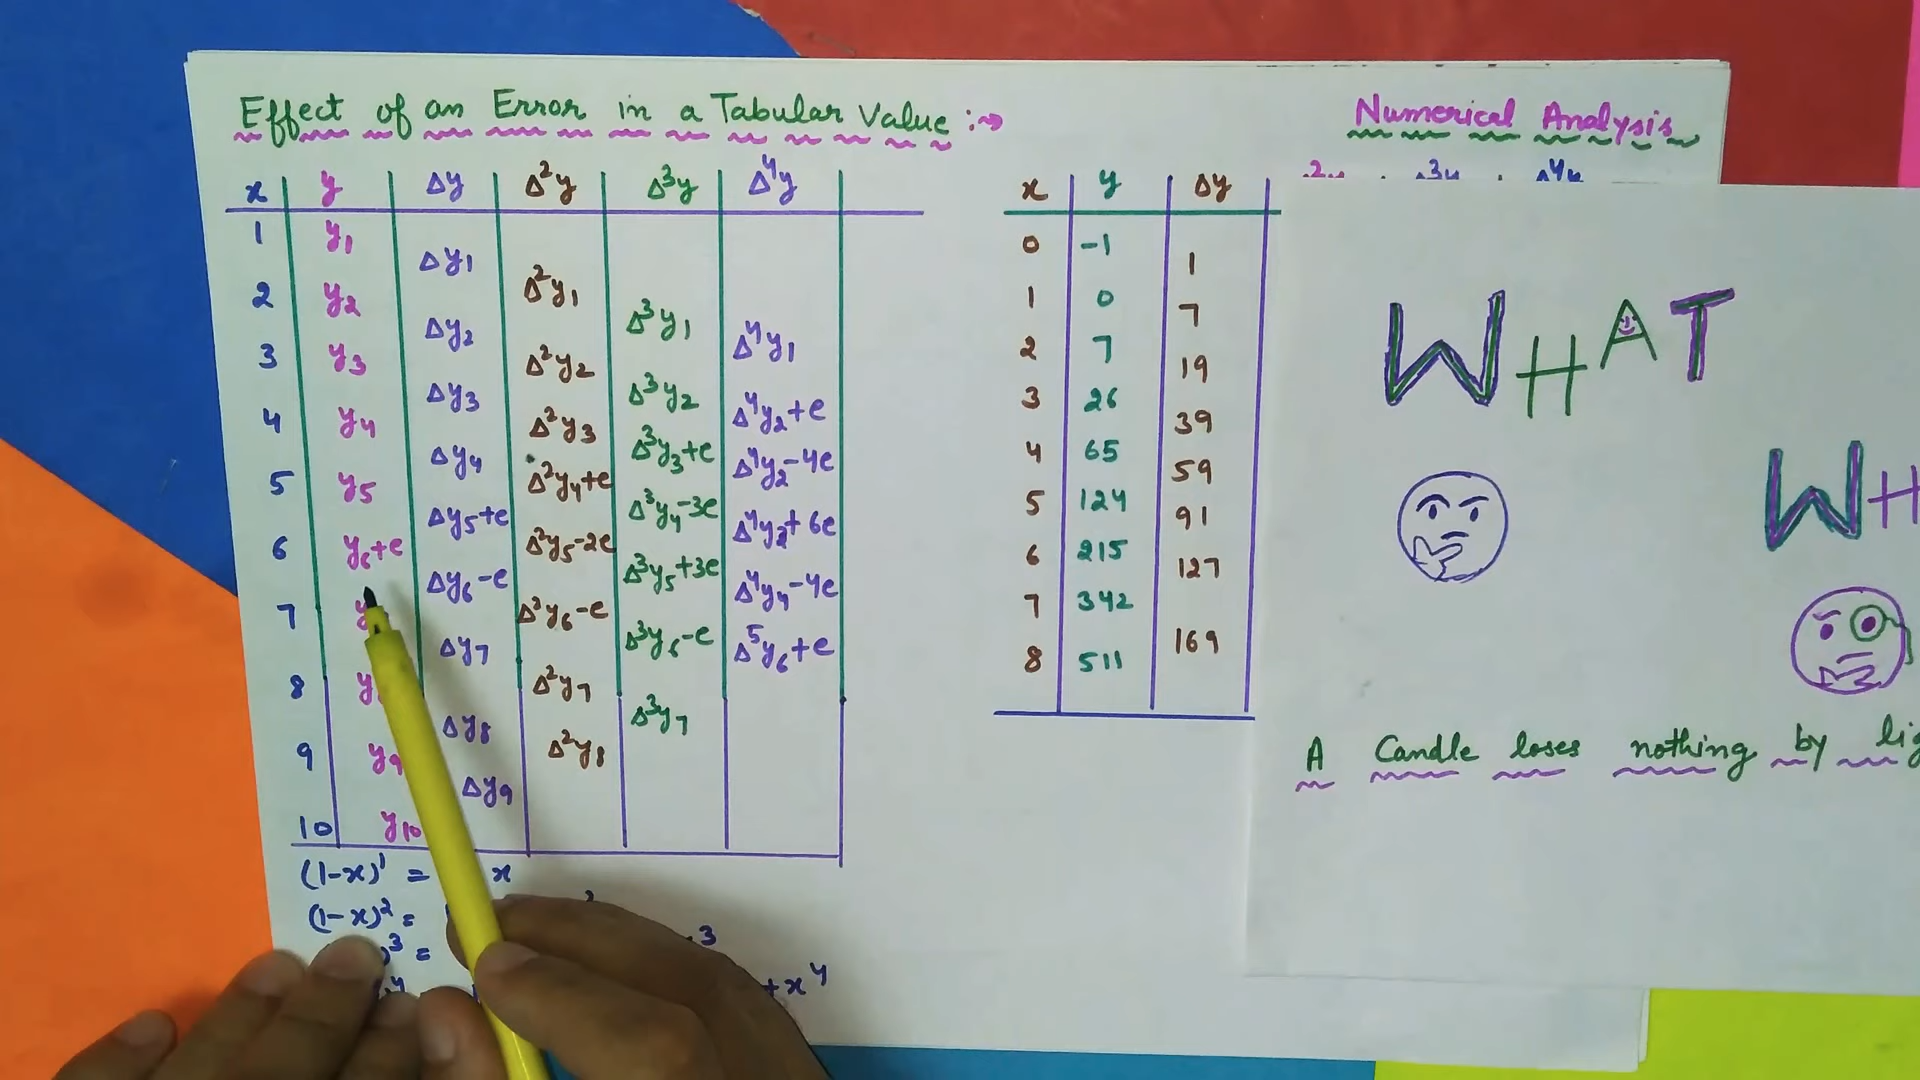 Effect of an Error in a Tabular Value :→
Numerical Analysis
x y Δy Δ²y Δ³y Δ⁴y
1 y₁
Δy₁
Δ²y₁
2 y₂
Δ³y₁
Δy₂
Δ⁴y₁
3 y₃
Δ²y₂
Δy₃
Δ³y₂
Δ⁴y₂+e
4 y₄
Δ²y₃
Δ³y₃+e
Δy₄
Δ⁴y₂-4e
5 y₅
Δ²y₄+e
Δ³y₄-3e
Δy₅+e
Δ⁴y₃+6e
6 y₆+e
Δ²y₅-2e
Δ³y₅+3e
Δy₆-e
Δ⁴y₄-4e
7
Δ²y₆-e
Δ³y₆-e
Δy₇
Δ⁵y₆+e
8
Δ²y₇
Δ³y₇
Δy₈
9 y₉
Δ²y₈
Δy₉
10 y₁₀
(1-x)¹ = x
(1-x)² =
³ =
+x⁴
x y Δy
0 -1
1
1 0
7
2 7
19
3 26
39
4 65
59
5 124
91
6 215
127
7 342
169
8 511
WHAT
WH
A Candle loses nothing by